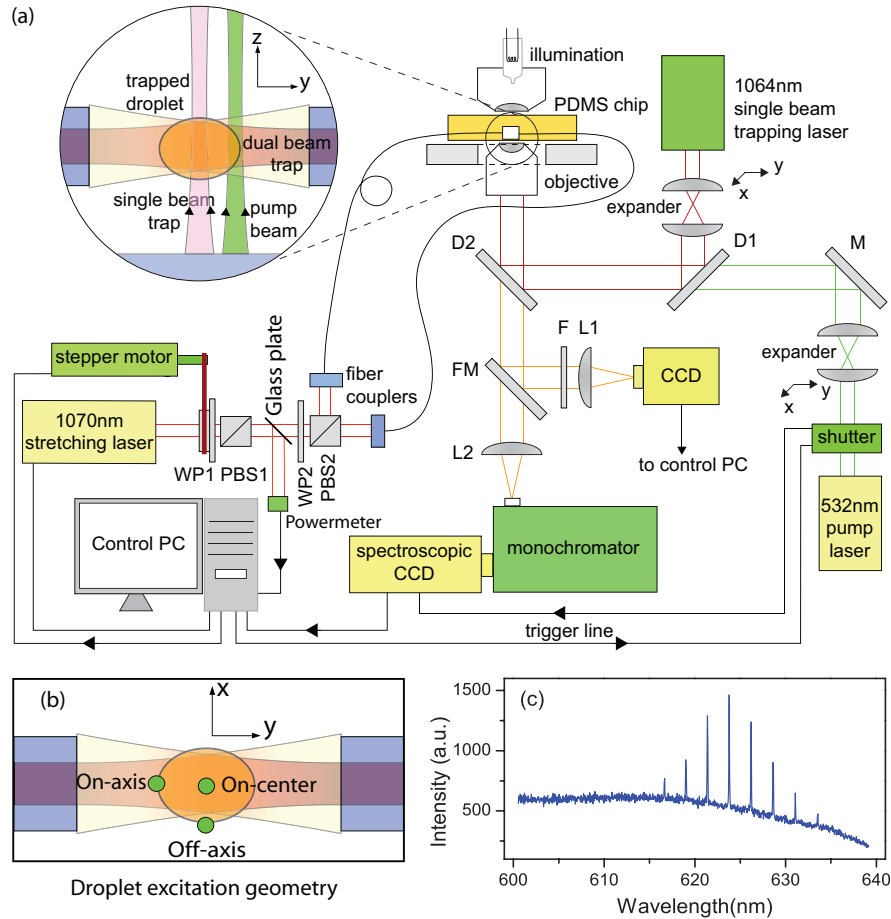 (a)
z
y
trapped
droplet
dual beam
trap
single beam
trap
pump
beam
illumination
PDMS chip
objective
1064nm
single beam
trapping laser
y
x
expander
D2
D1
M
expander
y
x
F L1
FM
CCD
to control PC
L2
shutter
532nm
pump
laser
stepper motor
1070nm
stretching laser
WP1
PBS1
Glass plate
WP2
PBS2
fiber
couplers
Powermeter
Control PC
spectroscopic
CCD
monochromator
trigger line
(b)
x
y
On-axis
On-center
Off-axis
Droplet excitation geometry
(c)
Intensity (a.u.)
1500
1000
500
600 610 620 630 640
Wavelength(nm)